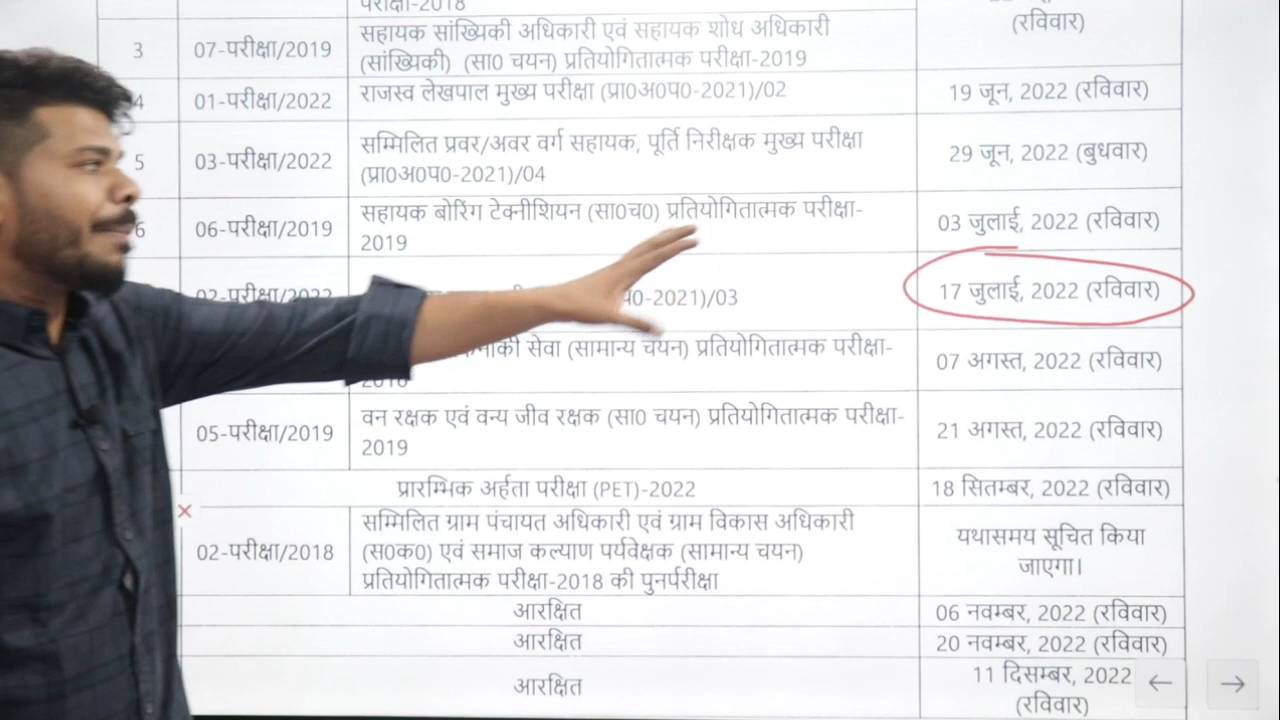 परीक्षा-2018
(रविवार)
3 07-परीक्षा/2019 सहायक सांख्यिकी अधिकारी एवं सहायक शोध अधिकारी
(सांख्यिकी) (सा0 चयन) प्रतियोगितात्मक परीक्षा-2019
4 01-परीक्षा/2022 राजस्व लेखपाल मुख्य परीक्षा (प्रा0अ0प0-2021)/02 19 जून, 2022 (रविवार)
5 03-परीक्षा/2022 सम्मिलित प्रवर/अवर वर्ग सहायक, पूर्ति निरीक्षक मुख्य परीक्षा
(प्रा0अ0प0-2021)/04
29 जून, 2022 (बुधवार)
6 06-परीक्षा/2019 सहायक बोरिंग टेक्नीशियन (सा0च0) प्रतियोगितात्मक परीक्षा-
2019
03 जुलाई, 2022 (रविवार)
02-परीक्षा/2022 प0-2021)/03 17 जुलाई, 2022 (रविवार)
सेवा (सामान्य चयन) प्रतियोगितात्मक परीक्षा-
07 अगस्त, 2022 (रविवार)
05-परीक्षा/2019 वन रक्षक एवं वन्य जीव रक्षक (सा0 चयन) प्रतियोगितात्मक परीक्षा-
2019
21 अगस्त, 2022 (रविवार)
प्रारम्भिक अर्हता परीक्षा (PET)-2022 18 सितम्बर, 2022 (रविवार)
02-परीक्षा/2018 सम्मिलित ग्राम पंचायत अधिकारी एवं ग्राम विकास अधिकारी
(स0क0) एवं समाज कल्याण पर्यवेक्षक (सामान्य चयन)
प्रतियोगितात्मक परीक्षा-2018 की पुनर्परीक्षा
यथासमय सूचित किया
जाएगा।
आरक्षित 06 नवम्बर, 2022 (रविवार)
आरक्षित 20 नवम्बर, 2022 (रविवार)
आरक्षित 11 दिसम्बर, 2022
(रविवार)